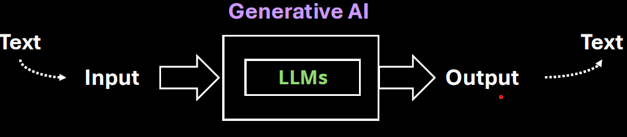 Generative AI
Text
Text
Input
LLMs
Output